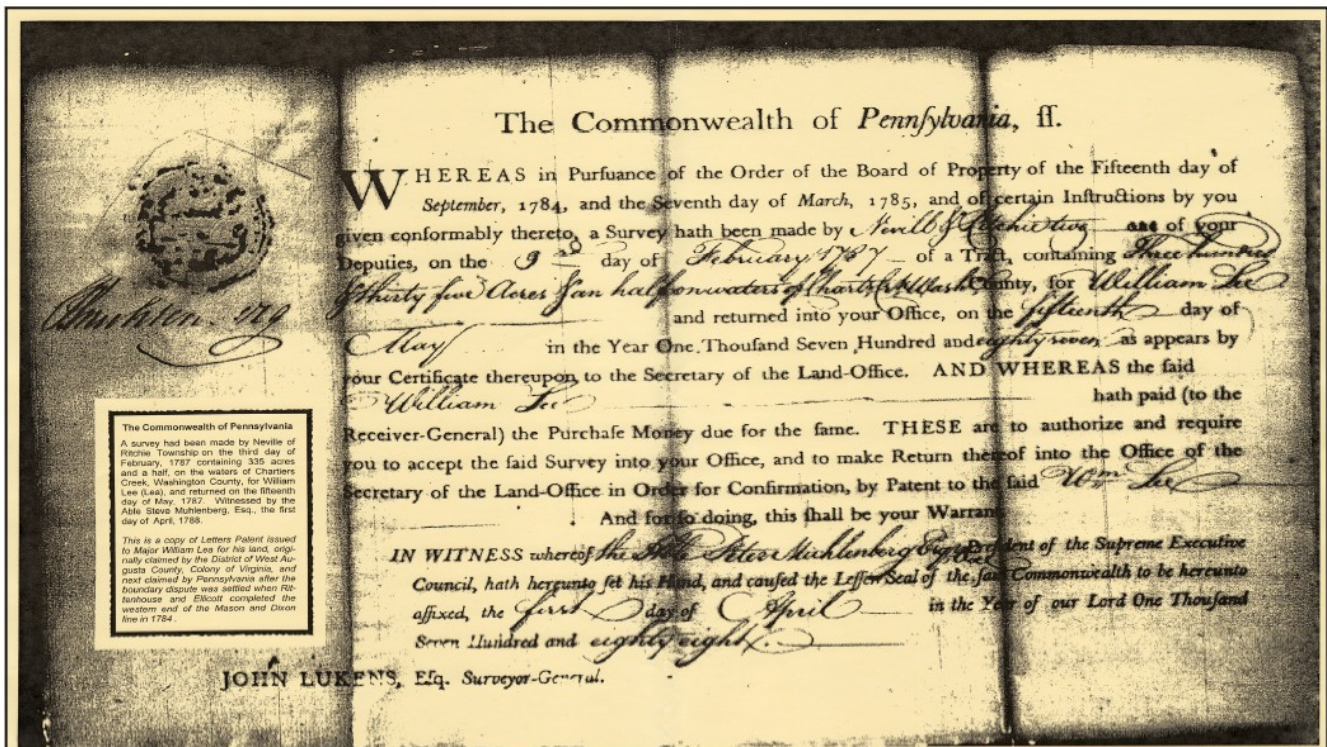 The Commonwealth of Pennſylvania, ſſ.
WHEREAS in Purſuance of the Order of the Board of Property of the Fifteenth day of
September, 1784, and the Seventh day of March, 1785, and of certain Inſtructions by you
given conformably thereto, a Survey hath been made by Nevill & Ritchie two one of your
Deputies, on the day of February 1787 of a Tract, containing Three hundred
& thirty five Acres & an half on waters of Chartrs Ck Wash County, for William Lee
and returned into your Office, on the fifteenth day of
May in the Year One Thouſand Seven Hundred and eighty seven as appears by
your Certificate thereupon, to the Secretary of the Land-Office. AND WHEREAS the ſaid
William Lee hath paid (to the
Receiver-General) the Purchaſe Money due for the ſame. THESE are to authorize and require
you to accept the ſaid Survey into your Office, and to make Return thereof into the Office of the
Secretary of the Land-Office in Order for Confirmation, by Patent to the ſaid Wm Lee
And for ſo doing, this ſhall be your Warrant
IN WITNESS whereof the Peter Muhlenberg Esqr Preſident of the Supreme Executive
Council, hath hereunto ſet his Hand, and cauſed the Leſſer Seal of the ſaid Commonwealth to be hereunto
affixed, the first day of April in the Year of our Lord One Thouſand
Seven Hundred and eighty eight.
JOHN LUKENS, Eſq. Surveyor-General.
The Commonwealth of Pennsylvania
A survey had been made by Neville of
Ritchie Township on the third day of
February, 1787 containing 335 acres
and a half, on the waters of Chartiers
Creek, Washington County, for William
Lee (Lea), and returned on the fifteenth
day of May, 1787. Witnessed by the
Able Steve Muhlenberg, Esq., the first
day of April, 1788.
This is a copy of Letters Patent issued
to Major William Lea for his land, origi-
nally claimed by the District of West Au-
gusta County, Colony of Virginia, and
next claimed by Pennsylvania after the
boundary dispute was settled when Rit-
tenhouse and Ellicott completed the
western end of the Mason and Dixon
line in 1784.